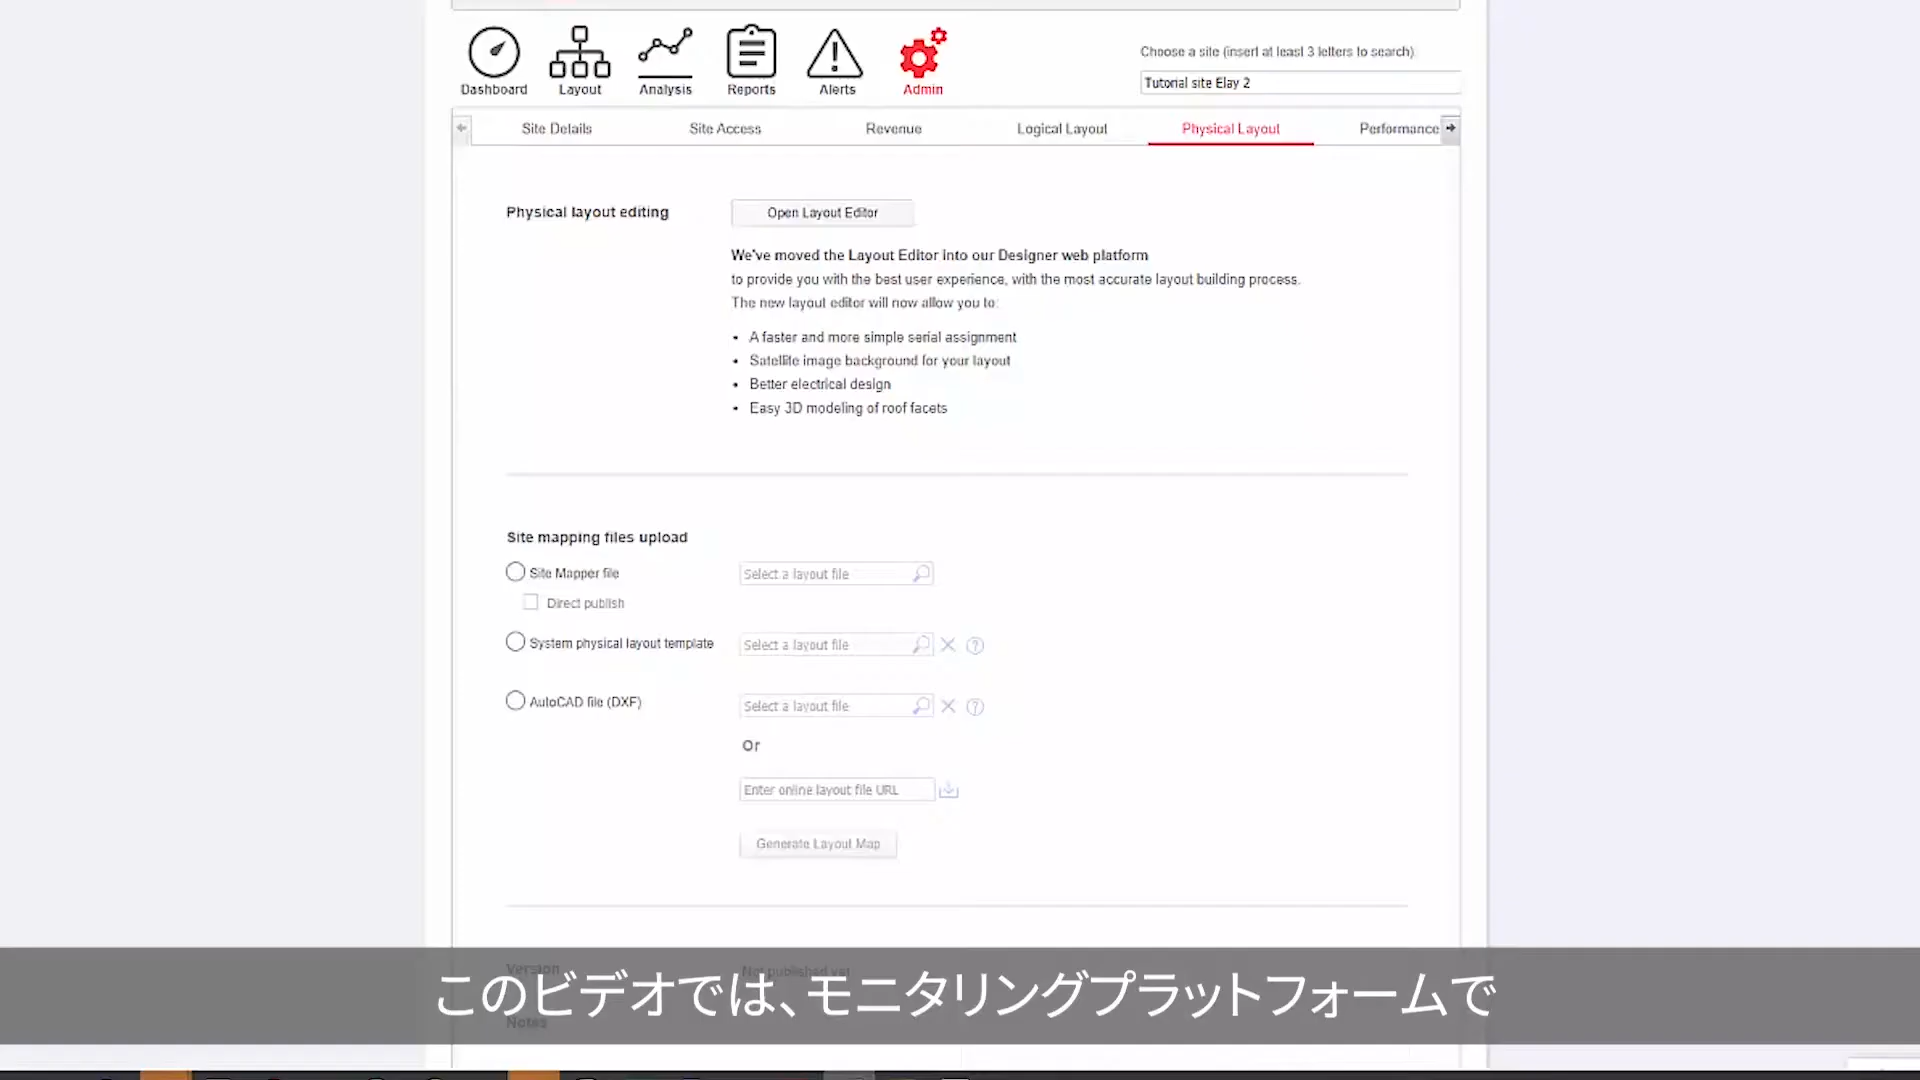 Dashboard
Layout
Analysis
Reports
Alerts
Admin
Choose a site (insert at least 3 letters to search):
Tutorial site Elay 2
Site Details
Site Access
Revenue
Logical Layout
Physical Layout
Performance
Physical layout editing
Open Layout Editor
We've moved the Layout Editor into our Designer web platform
to provide you with the best user experience, with the most accurate layout building process.
The new layout editor will now allow you to:
• A faster and more simple serial assignment
• Satellite image background for your layout
• Better electrical design
• Easy 3D modeling of roof facets
Site mapping files upload
Site Mapper file
Select a layout file
Direct publish
System physical layout template
Select a layout file
AutoCAD file (DXF)
Select a layout file
Or
Enter online layout file URL
Generate Layout Map
Version
Not published yet
このビデオでは、モニタリングプラットフォームで
Notes